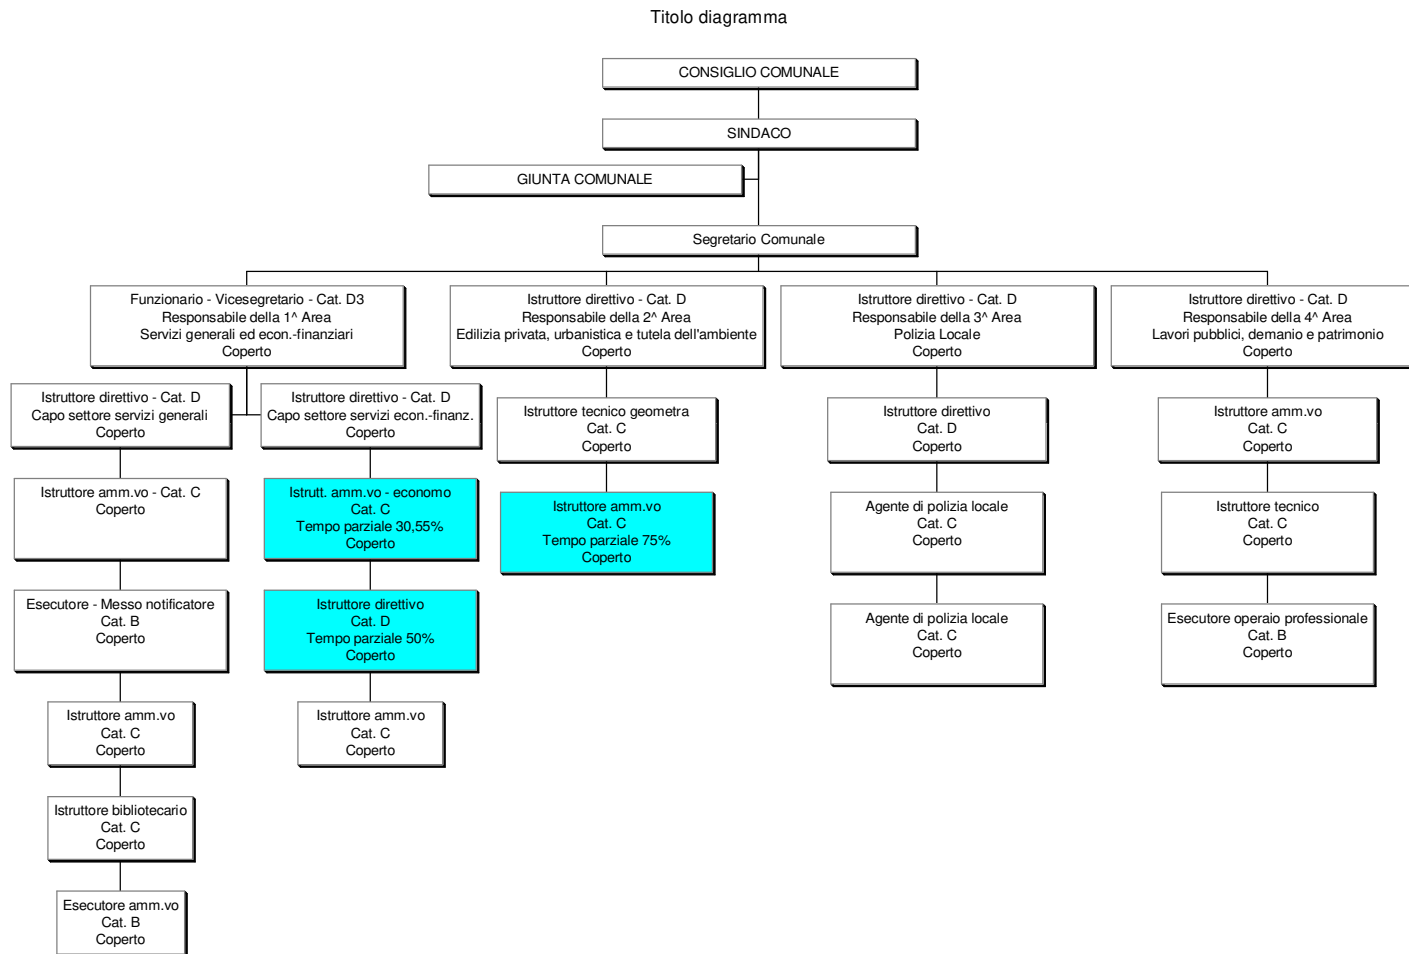 Titolo diagramma
CONSIGLIO COMUNALE
SINDACO
GIUNTA COMUNALE
Segretario Comunale
Funzionario - Vicesegretario - Cat. D3
Responsabile della 1^ Area
Servizi generali ed econ.-finanziari
Coperto
Istruttore direttivo - Cat. D
Responsabile della 2^ Area
Edilizia privata, urbanistica e tutela dell'ambiente
Coperto
Istruttore direttivo - Cat. D
Responsabile della 3^ Area
Polizia Locale
Coperto
Istruttore direttivo - Cat. D
Responsabile della 4^ Area
Lavori pubblici, demanio e patrimonio
Coperto
Istruttore direttivo - Cat. D
Capo settore servizi generali
Coperto
Istruttore direttivo - Cat. D
Capo settore servizi econ.-finanz.
Coperto
Istruttore tecnico geometra
Cat. C
Coperto
Istruttore direttivo
Cat. D
Coperto
Istruttore amm.vo
Cat. C
Coperto
Istruttore amm.vo - Cat. C
Coperto
Istrutt. amm.vo - economo
Cat. C
Tempo parziale 30,55%
Coperto
Istruttore amm.vo
Cat. C
Tempo parziale 75%
Coperto
Agente di polizia locale
Cat. C
Coperto
Istruttore tecnico
Cat. C
Coperto
Esecutore - Messo notificatore
Cat. B
Coperto
Istruttore direttivo
Cat. D
Tempo parziale 50%
Coperto
Agente di polizia locale
Cat. C
Coperto
Esecutore operaio professionale
Cat. B
Coperto
Istruttore amm.vo
Cat. C
Coperto
Istruttore amm.vo
Cat. C
Coperto
Istruttore bibliotecario
Cat. C
Coperto
Esecutore amm.vo
Cat. B
Coperto